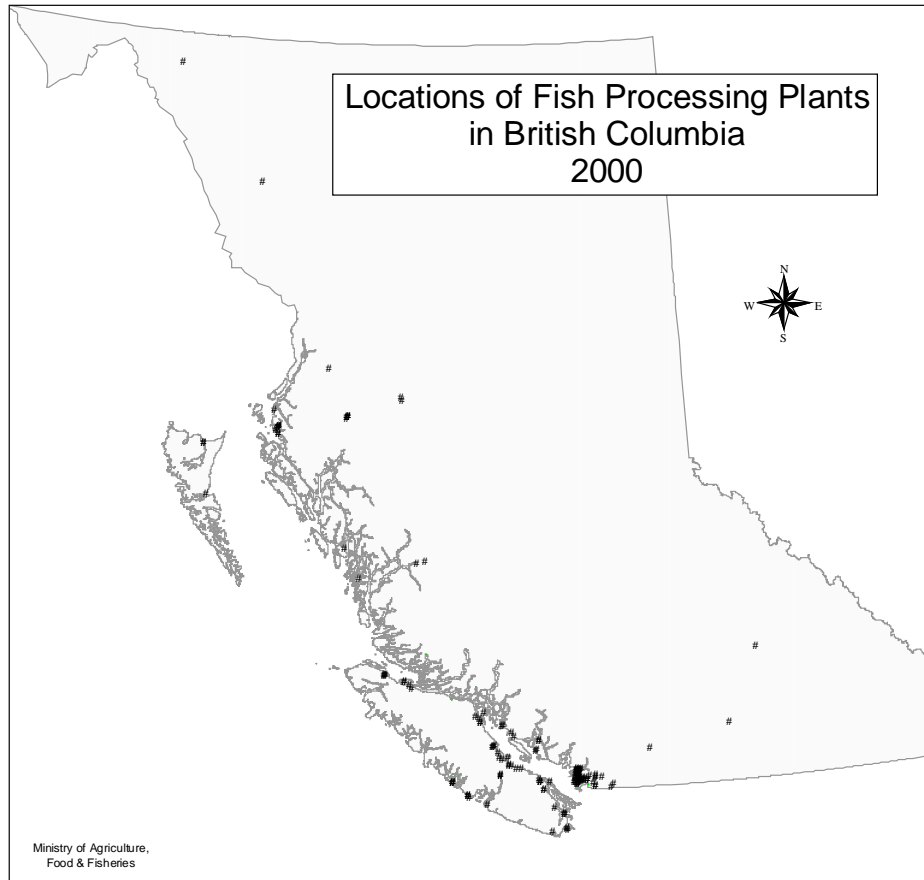 Locations of Fish Processing Plants
in British Columbia
2000
N
W E
S
Ministry of Agriculture,
Food & Fisheries